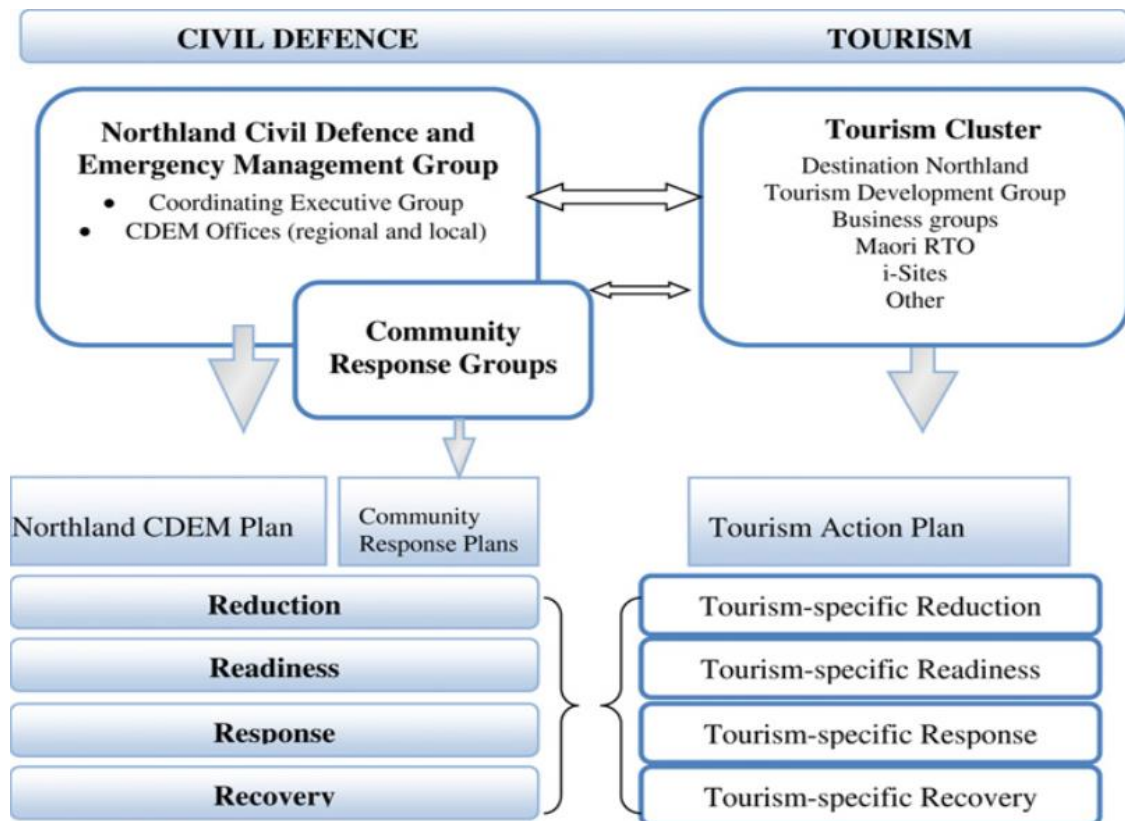 CIVIL DEFENCE
TOURISM
Northland Civil Defence and
Emergency Management Group
• Coordinating Executive Group
• CDEM Offices (regional and local)
Tourism Cluster
Destination Northland
Tourism Development Group
Business groups
Maori RTO
i-Sites
Other
Community
Response Groups
Northland CDEM Plan
Community
Response Plans
Tourism Action Plan
Reduction
Readiness
Response
Recovery
Tourism-specific Reduction
Tourism-specific Readiness
Tourism-specific Response
Tourism-specific Recovery